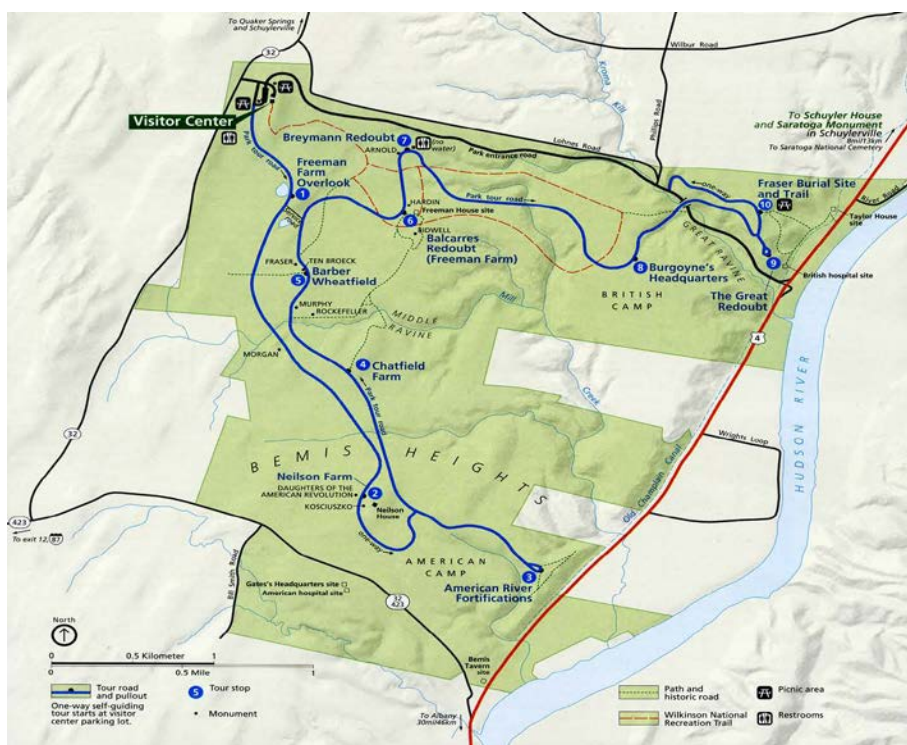 To Quaker Springs
and Schuylerville
32
Wilbur Road
Kroma
Kill
Phillips Road
Visitor Center
Park tour road
Breymann Redoubt
7
(no
water)
ARNOLD
Lohnes Road
Park entrance road
To Schuyler House
and Saratoga Monument
in Schuylerville
8mi/13km
To Saratoga National Cemetery
Freeman
Farm
Overlook
1
Service
road
HARDIN
Freeman House site
6
BIDWELL
Balcarres
Redoubt
(Freeman Farm)
Park tour road
one-way
Fraser Burial Site
and Trail
10
River Road
Taylor House
site
GREAT RAVINE
9
British hospital site
The Great
Redoubt
8
Burgoyne's
Headquarters
BRITISH
CAMP
FRASER
TEN BROECK
5
Barber
Wheatfield
MURPHY
ROCKEFELLER
MIDDLE
RAVINE
Mill
Creek
MORGAN
4
Chatfield
Farm
Park tour road
4
HUDSON RIVER
Wrights Loop
Old Champlain Canal
32
BEMIS HEIGHTS
Neilson Farm
DAUGHTERS OF THE
AMERICAN REVOLUTION
2
KOSCIUSZKO
Neilson
House
one-way
423
To exit 12,
87
Bill Smith Road
AMERICAN
CAMP
3
American River
Fortifications
Gates's Headquarters site
American hospital site
32
423
Bemis
Tavern
site
North
0 0.5 Kilometer 1
0 0.5 Mile 1
Tour road
and pullout
5 Tour stop
One-way self-guiding
tour starts at visitor
center parking lot.
Monument
To Albany
30mi/46km
Path and
historic road
Picnic area
Wilkinson National
Recreation Trail
Restrooms